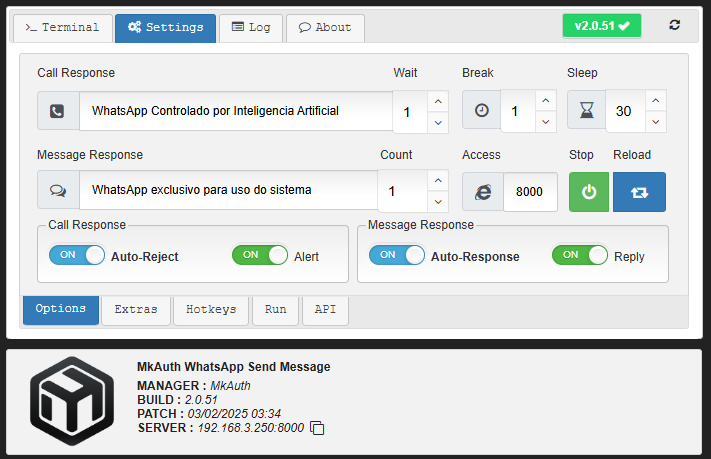 >_ Terminal Settings Log About v2.0.51
Call Response Wait Break Sleep
WhatsApp Controlado por Inteligencia Artificial 1 1 30
Message Response Count Access Stop Reload
WhatsApp exclusivo para uso do sistema 1 8000
Call Response Message Response
ON Auto-Reject ON Alert ON Auto-Response ON Reply
Options Extras Hotkeys Run API
MkAuth WhatsApp Send Message
MANAGER : MkAuth
BUILD : 2.0.51
PATCH : 03/02/2025 03:34
SERVER : 192.168.3.250:8000